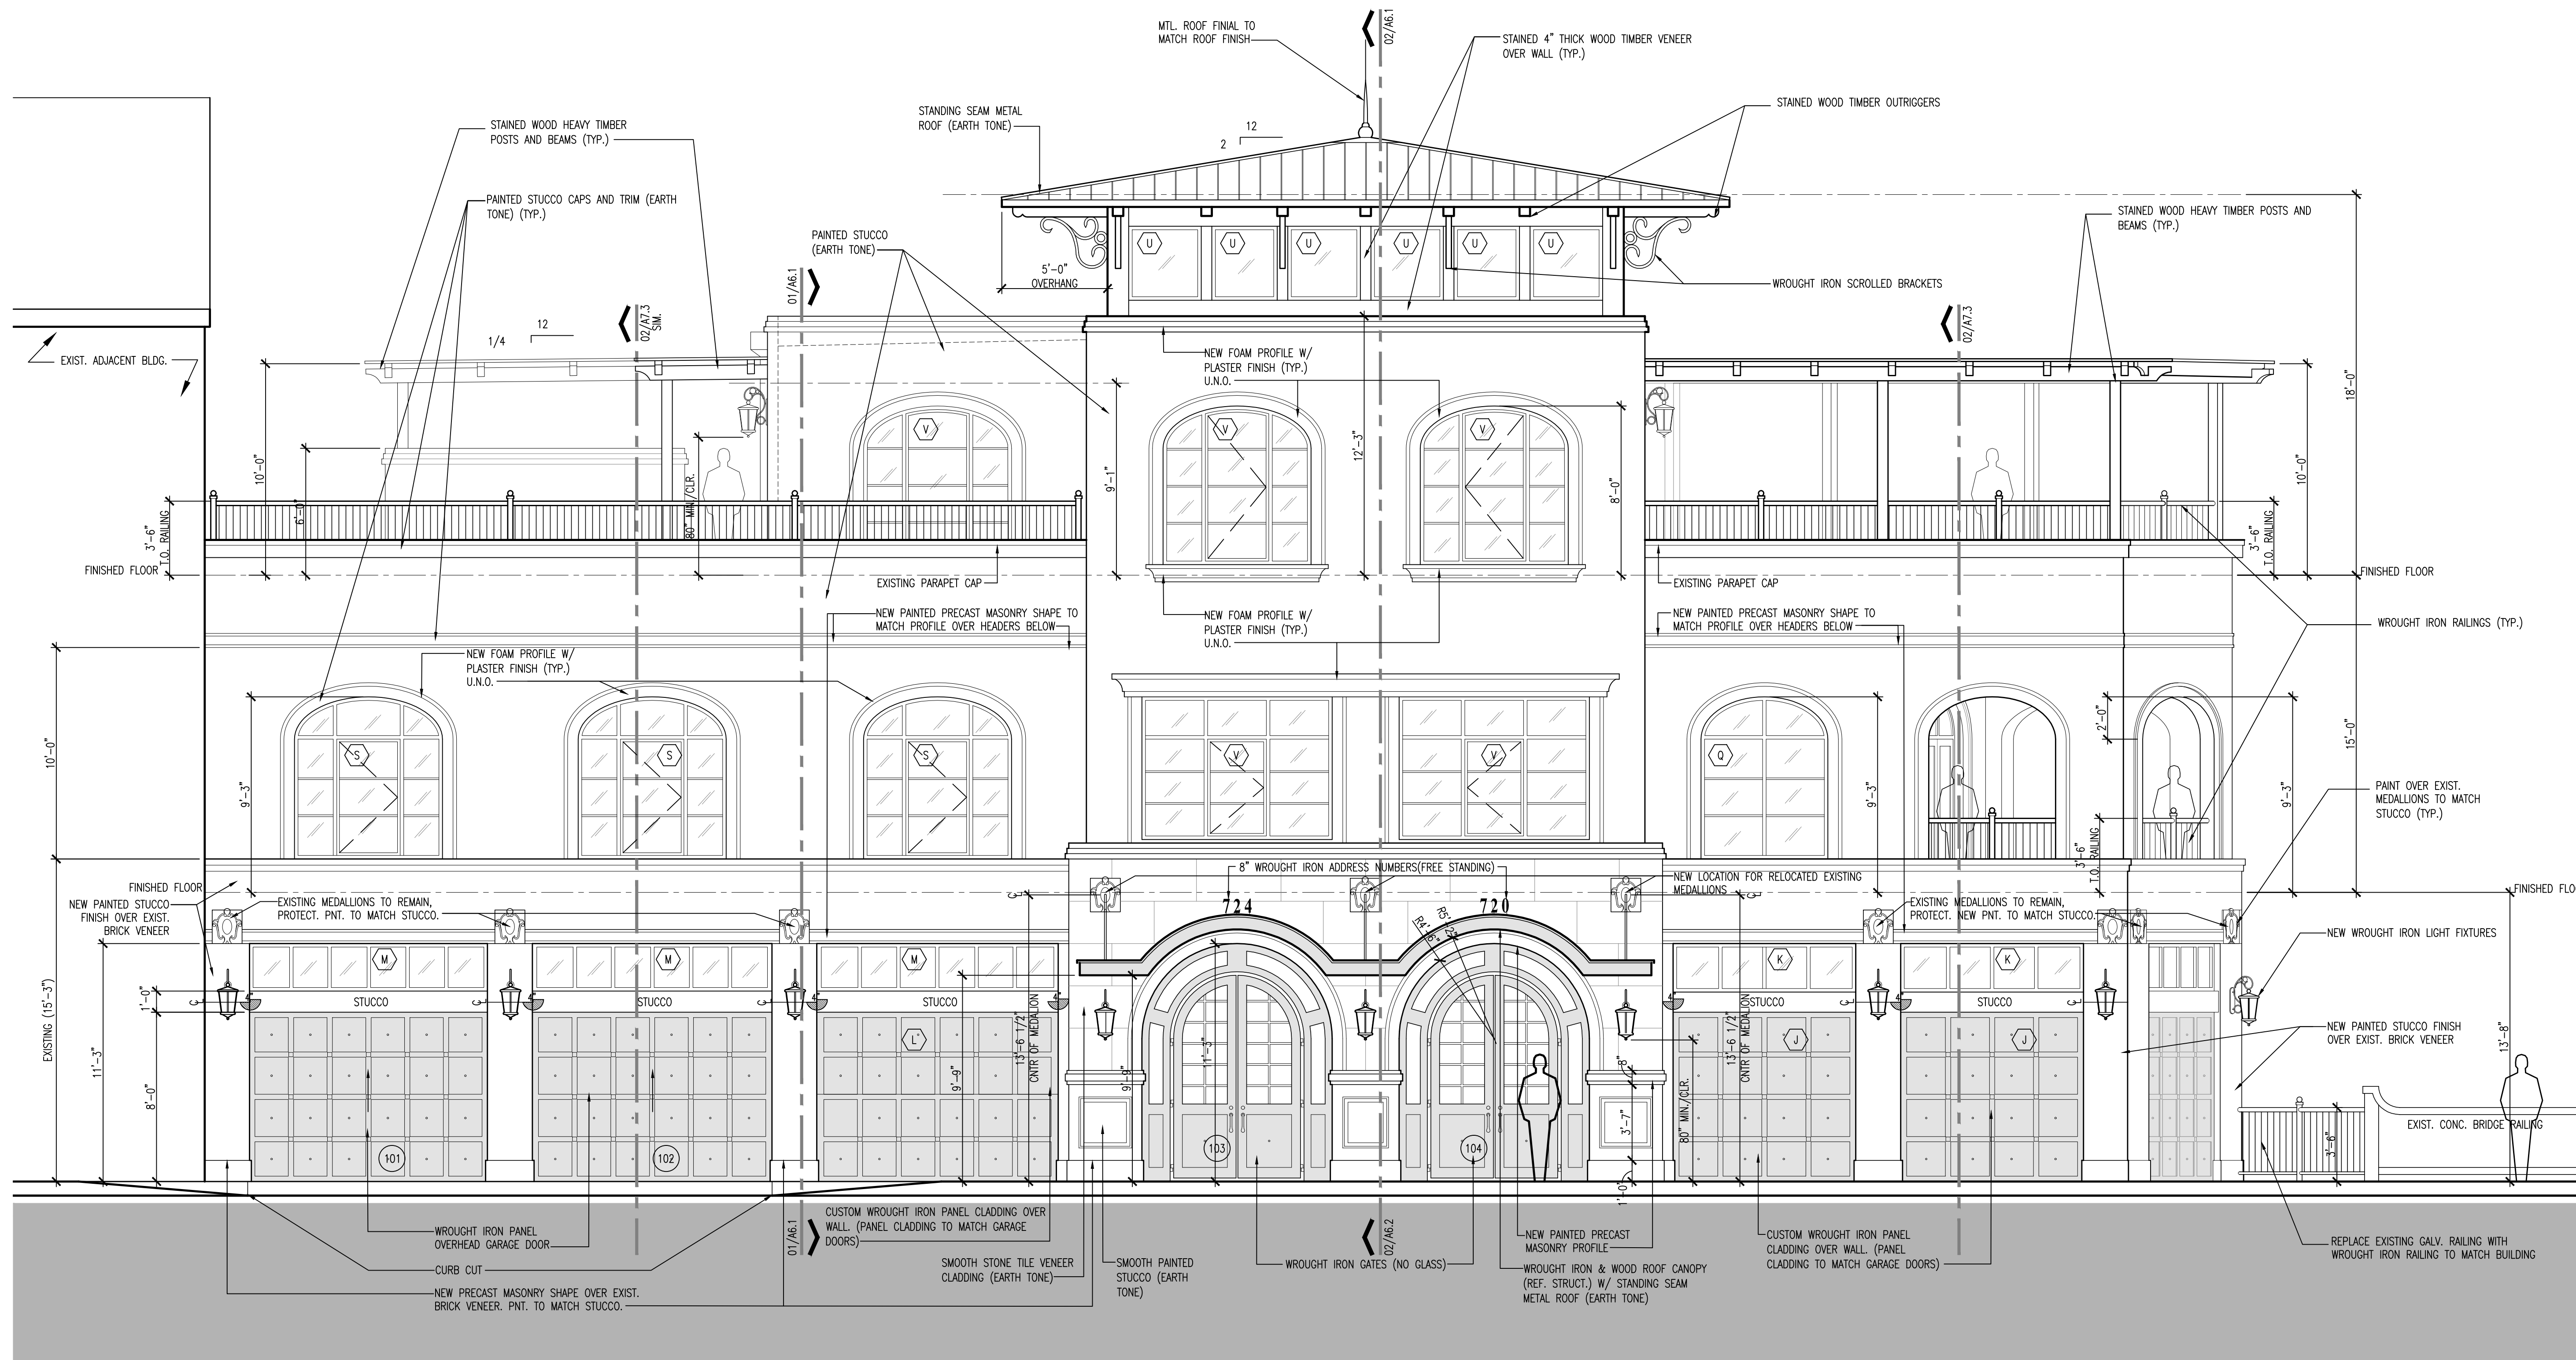 MTL. ROOF FINIAL TO
MATCH ROOF FINISH
02/A6.1
STAINED 4" THICK WOOD TIMBER VENEER
OVER WALL (TYP.)
STANDING SEAM METAL
ROOF (EARTH TONE)
12
2
STAINED WOOD TIMBER OUTRIGGERS
STAINED WOOD HEAVY TIMBER
POSTS AND BEAMS (TYP.)
PAINTED STUCCO CAPS AND TRIM (EARTH
TONE) (TYP.)
PAINTED STUCCO
(EARTH TONE)
STAINED WOOD HEAVY TIMBER POSTS AND
BEAMS (TYP.)
U
U
U
U
U
U
5'-0"
OVERHANG
WROUGHT IRON SCROLLED BRACKETS
01/A6.1
02/A7.3
SIM.
02/A7.3
12
1/4
EXIST. ADJACENT BLDG.
NEW FOAM PROFILE W/
PLASTER FINISH (TYP.)
U.N.O.
18'-0"
V
V
V
10'-0"
6'-0"
80" MIN./CLR.
9'-1"
12'-3"
8'-0"
10'-0"
3'-6"
T.O. RAILING
3'-6"
T.O. RAILING
FINISHED FLOOR
EXISTING PARAPET CAP
EXISTING PARAPET CAP
FINISHED FLOOR
NEW PAINTED PRECAST MASONRY SHAPE TO
MATCH PROFILE OVER HEADERS BELOW
NEW FOAM PROFILE W/
PLASTER FINISH (TYP.)
U.N.O.
NEW PAINTED PRECAST MASONRY SHAPE TO
MATCH PROFILE OVER HEADERS BELOW
WROUGHT IRON RAILINGS (TYP.)
NEW FOAM PROFILE W/
PLASTER FINISH (TYP.)
U.N.O.
10'-0"
9'-3"
S
S
S
V
V
Q
9'-3"
2'-0"
9'-3"
15'-0"
3'-6"
T.O. RAILING
PAINT OVER EXIST.
MEDALLIONS TO MATCH
STUCCO (TYP.)
8" WROUGHT IRON ADDRESS NUMBERS(FREE STANDING)
FINISHED FLOOR
NEW PAINTED STUCCO
FINISH OVER EXIST.
BRICK VENEER
EXISTING MEDALLIONS TO REMAIN,
PROTECT. PNT. TO MATCH STUCCO.
724
720
NEW LOCATION FOR RELOCATED EXISTING
MEDALLIONS
EXISTING MEDALLIONS TO REMAIN,
PROTECT. NEW PNT. TO MATCH STUCCO.
FINISHED FLO
NEW WROUGHT IRON LIGHT FIXTURES
R4'-6"
R5'-2"
M
M
M
K
K
4"
4"
4"
4"
4"
4"
STUCCO
STUCCO
STUCCO
STUCCO
STUCCO
EXISTING (15'-3")
11'-3"
1'-0"
8'-0"
L
J
J
9'-9"
13'-6 1/2"
CNTR OF MEDALION
9'-9"
11'-3"
8"
3'-7"
1'-0"
80" MIN./CLR.
13'-6 1/2"
CNTR OF MEDALION
NEW PAINTED STUCCO FINISH
OVER EXIST. BRICK VENEER
13'-8"
3'-6"
EXIST. CONC. BRIDGE RAILING
101
102
103
104
01/A6.1
02/A6.2
WROUGHT IRON PANEL
OVERHEAD GARAGE DOOR
CURB CUT
NEW PRECAST MASONRY SHAPE OVER EXIST.
BRICK VENEER. PNT. TO MATCH STUCCO.
CUSTOM WROUGHT IRON PANEL CLADDING OVER
WALL. (PANEL CLADDING TO MATCH GARAGE
DOORS)
SMOOTH STONE TILE VENEER
CLADDING (EARTH TONE)
SMOOTH PAINTED
STUCCO (EARTH
TONE)
WROUGHT IRON GATES (NO GLASS)
NEW PAINTED PRECAST
MASONRY PROFILE
WROUGHT IRON & WOOD ROOF CANOPY
(REF. STRUCT.) W/ STANDING SEAM
METAL ROOF (EARTH TONE)
CUSTOM WROUGHT IRON PANEL
CLADDING OVER WALL. (PANEL
CLADDING TO MATCH GARAGE DOORS)
REPLACE EXISTING GALV. RAILING WITH
WROUGHT IRON RAILING TO MATCH BUILDING